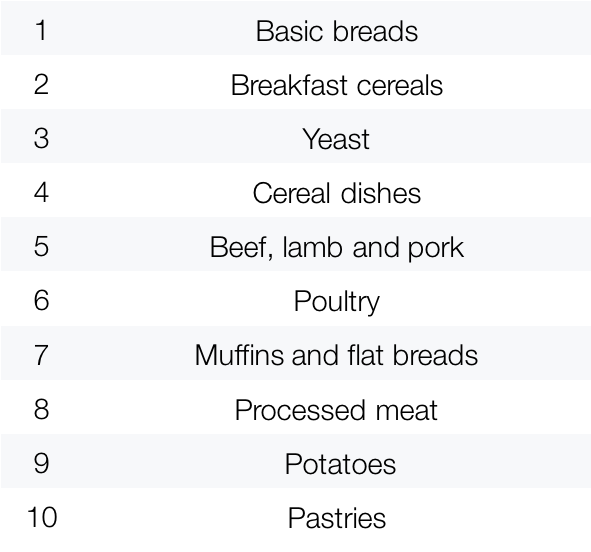 1 Basic breads
2 Breakfast cereals
3 Yeast
4 Cereal dishes
5 Beef, lamb and pork
6 Poultry
7 Muffins and flat breads
8 Processed meat
9 Potatoes
10 Pastries